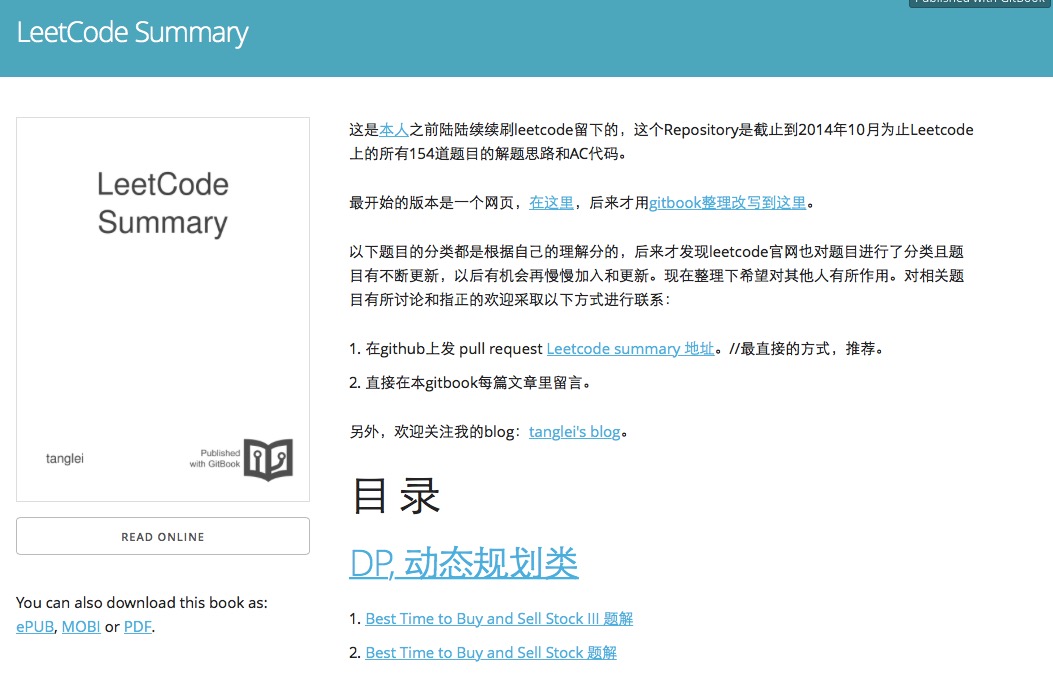 Published with GitBook
LeetCode Summary
LeetCode
Summary
tanglei
Published
with GitBook
READ ONLINE
You can also download this book as:
ePUB, MOBI or PDF.
这是本人之前陆陆续续刷leetcode留下的，这个Repository是截止到2014年10月为止Leetcode
上的所有154道题目的解题思路和AC代码。
最开始的版本是一个网页，在这里，后来才用gitbook整理改写到这里。
以下题目的分类都是根据自己的理解分的，后来才发现leetcode官网也对题目进行了分类且题
目有不断更新，以后有机会再慢慢加入和更新。现在整理下希望对其他人有所作用。对相关题
目有所讨论和指正的欢迎采取以下方式进行联系：
1. 在github上发 pull request Leetcode summary 地址。//最直接的方式，推荐。
2. 直接在本gitbook每篇文章里留言。
另外，欢迎关注我的blog：tanglei's blog。
目录
DP, 动态规划类
1. Best Time to Buy and Sell Stock III 题解
2. Best Time to Buy and Sell Stock 题解